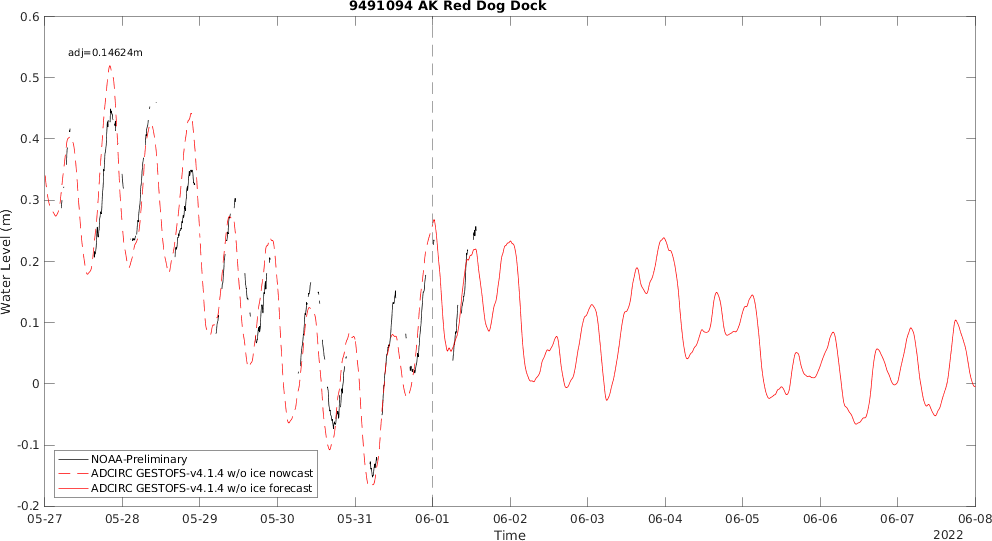 9491094 AK Red Dog Dock
0.6
adj=0.14624m
0.5
0.4
0.3
0.2
0.1
0
-0.1
-0.2
Water Level (m)
NOAA-Preliminary
ADCIRC GESTOFS-v4.1.4 w/o ice nowcast
ADCIRC GESTOFS-v4.1.4 w/o ice forecast
05-27 05-28 05-29 05-30 05-31 06-01 06-02 06-03 06-04 06-05 06-06 06-07 06-08
Time
2022